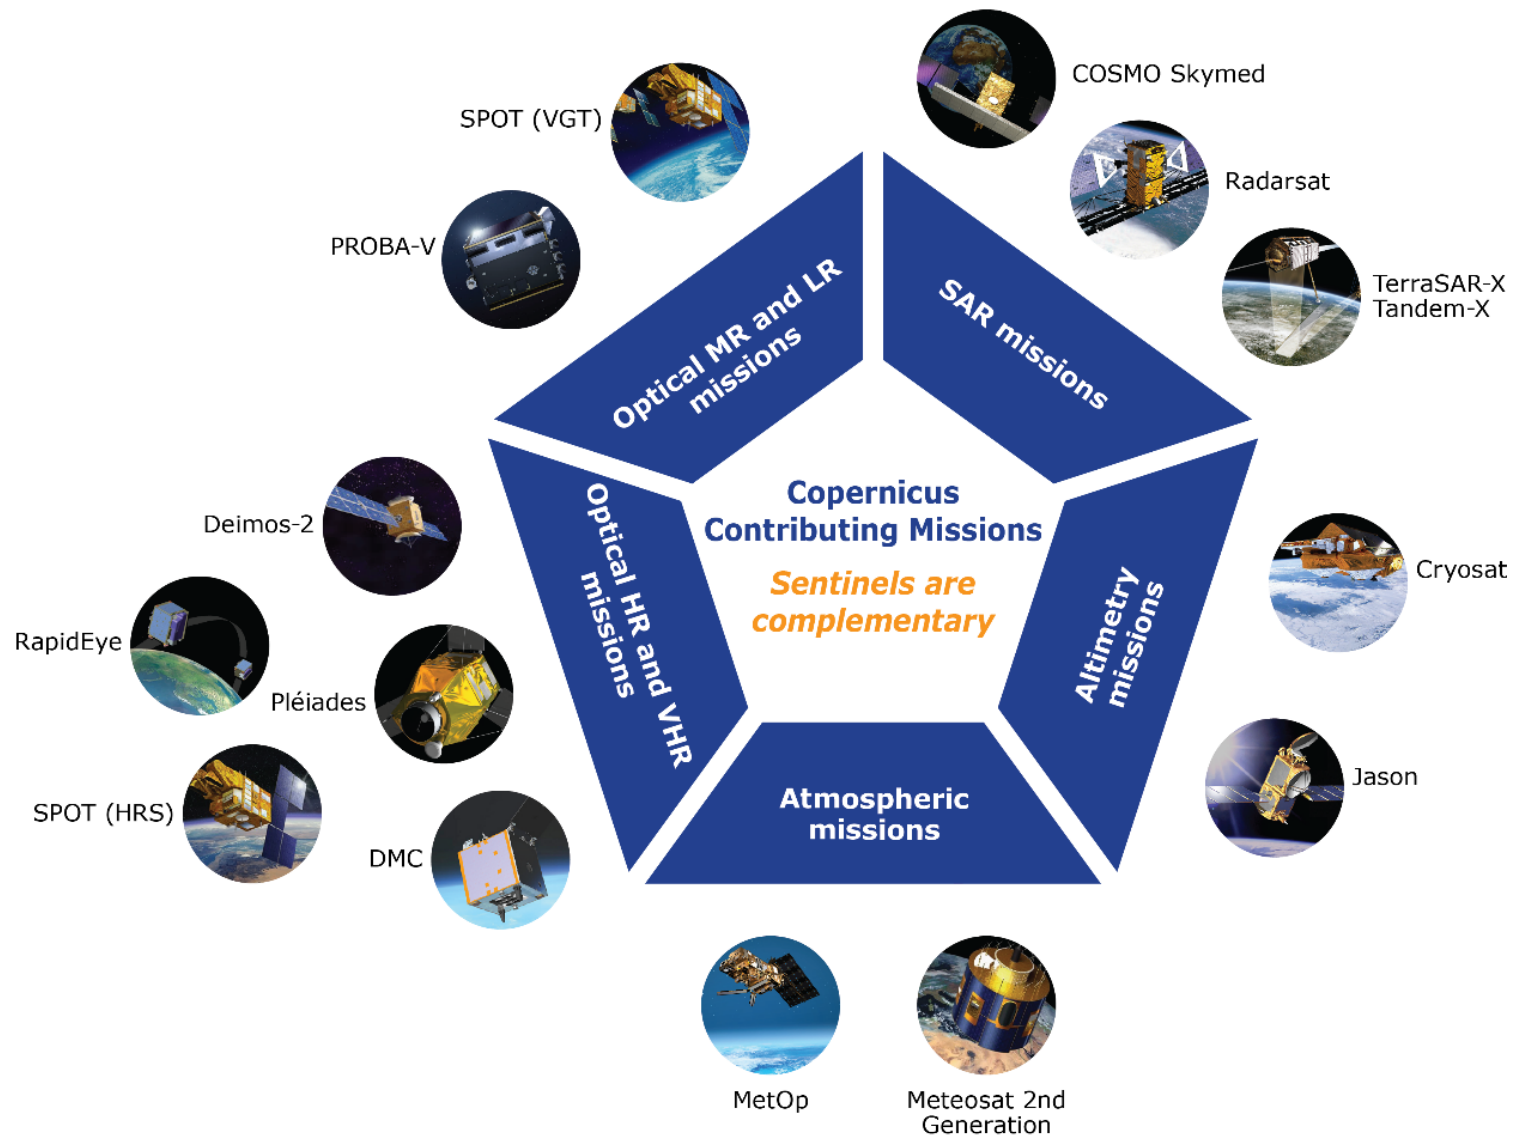 COSMO Skymed
SPOT (VGT)
Radarsat
PROBA-V
TerraSAR-X
Tandem-X
Optical MR and LR
missions
SAR missions
Copernicus
Contributing Missions
Sentinels are
complementary
Optical HR and VHR
missions
Altimetry
missions
Atmospheric
missions
Deimos-2
RapidEye
Pléiades
SPOT (HRS)
DMC
Cryosat
Jason
MetOp
Meteosat 2nd
Generation